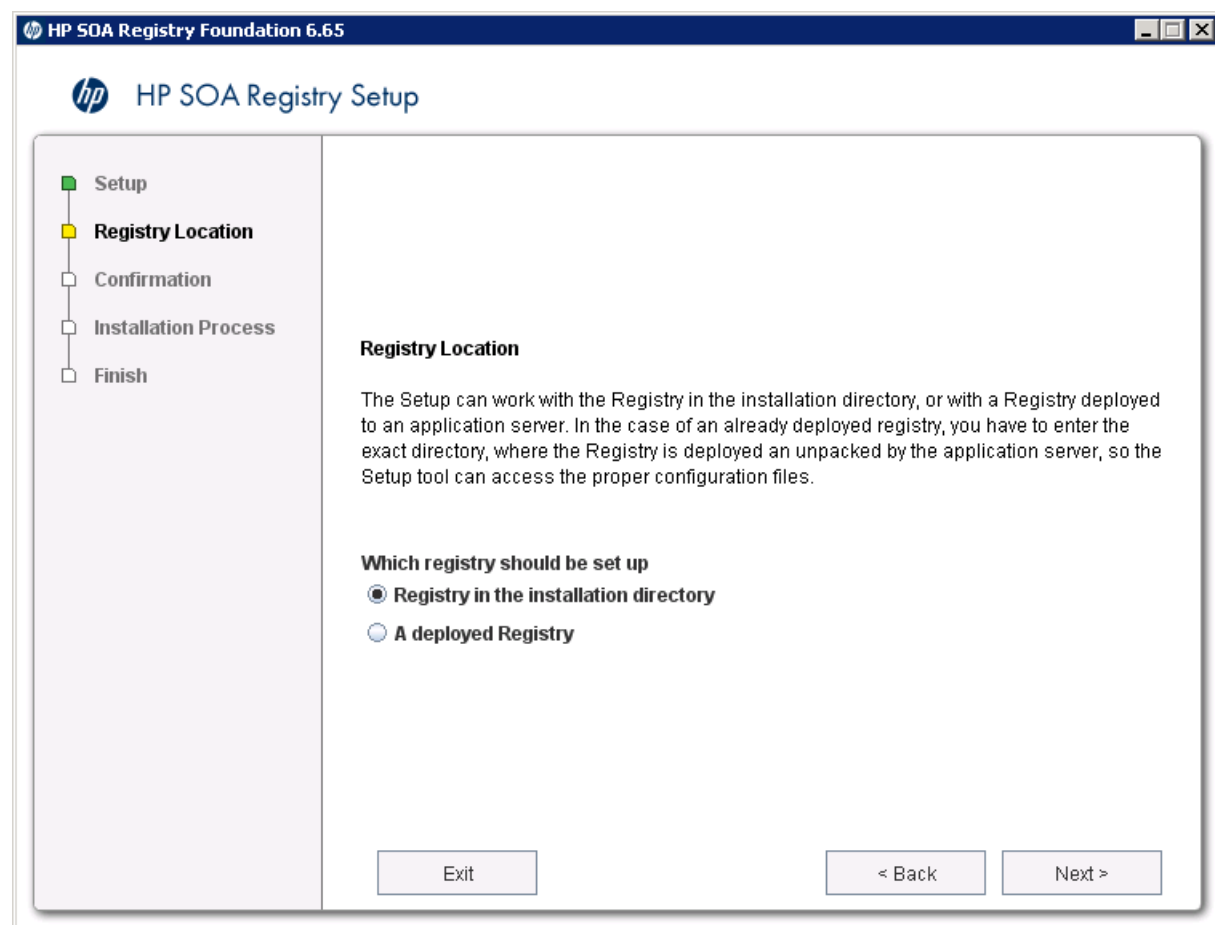 HP SOA Registry Foundation 6.65
hp HP SOA Registry Setup
Setup
Registry Location
Confirmation
Installation Process
Finish
Registry Location
The Setup can work with the Registry in the installation directory, or with a Registry deployed
to an application server. In the case of an already deployed registry, you have to enter the
exact directory, where the Registry is deployed an unpacked by the application server, so the
Setup tool can access the proper configuration files.
Which registry should be set up
Registry in the installation directory
A deployed Registry
Exit
< Back
Next >